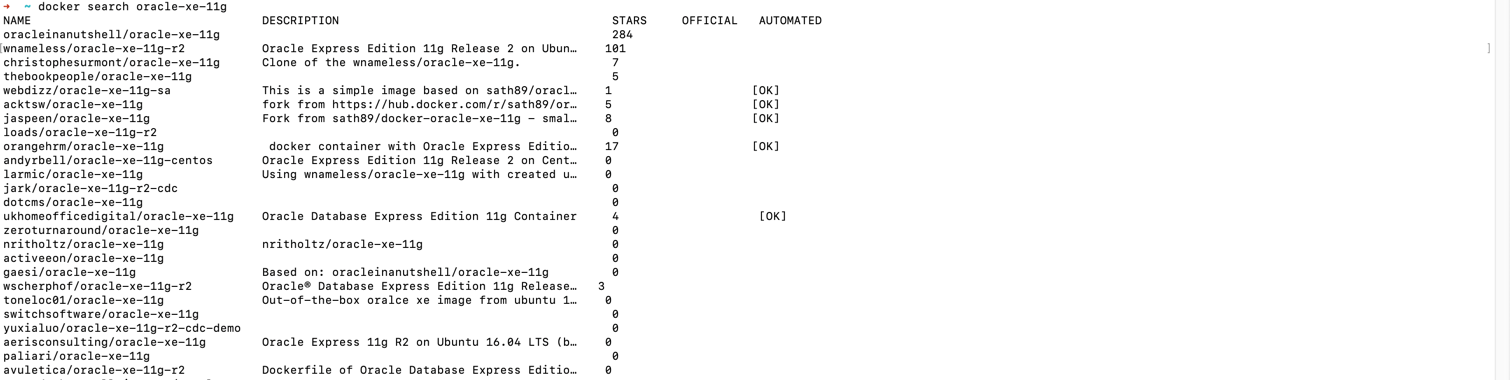 → ~ docker search oracle-xe-11g
NAME DESCRIPTION STARS OFFICIAL AUTOMATED
oracleinanutshell/oracle-xe-11g 284
wnameless/oracle-xe-11g-r2 Oracle Express Edition 11g Release 2 on Ubun… 101
christophesurmont/oracle-xe-11g Clone of the wnameless/oracle-xe-11g. 7
thebookpeople/oracle-xe-11g 5
webdizz/oracle-xe-11g-sa This is a simple image based on sath89/oracl… 1 [OK]
acktsw/oracle-xe-11g fork from https://hub.docker.com/r/sath89/or… 5 [OK]
jaspeen/oracle-xe-11g Fork from sath89/docker-oracle-xe-11g - smal… 8 [OK]
loads/oracle-xe-11g-r2 0
orangehrm/oracle-xe-11g docker container with Oracle Express Editio… 17 [OK]
andyrbell/oracle-xe-11g-centos Oracle Express Edition 11g Release 2 on Cent… 0
larmic/oracle-xe-11g Using wnameless/oracle-xe-11g with created u… 0
jark/oracle-xe-11g-r2-cdc 0
dotcms/oracle-xe-11g 0
ukhomeofficedigital/oracle-xe-11g Oracle Database Express Edition 11g Container 4 [OK]
zeroturnaround/oracle-xe-11g 0
nritholtz/oracle-xe-11g nritholtz/oracle-xe-11g 0
activeeon/oracle-xe-11g 0
gaesi/oracle-xe-11g Based on: oracleinanutshell/oracle-xe-11g 0
wscherphof/oracle-xe-11g-r2 Oracle® Database Express Edition 11g Release… 3
toneloc01/oracle-xe-11g Out-of-the-box oralce xe image from ubuntu 1… 0
switchsoftware/oracle-xe-11g 0
yuxialuo/oracle-xe-11g-r2-cdc-demo 0
aerisconsulting/oracle-xe-11g Oracle Express 11g R2 on Ubuntu 16.04 LTS (b… 0
paliari/oracle-xe-11g 0
avuletica/oracle-xe-11g-r2 Dockerfile of Oracle Database Express Editio… 0